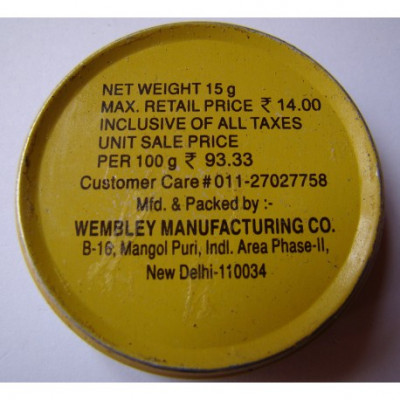 NET WEIGHT 15 g
MAX. RETAIL PRICE ₹ 14.00
INCLUSIVE OF ALL TAXES
UNIT SALE PRICE
PER 100 g ₹ 93.33
Customer Care # 011-27027758
Mfd. & Packed by :-
WEMBLEY MANUFACTURING CO.
B-16, Mangol Puri, Indl. Area Phase-II,
New Delhi-110034